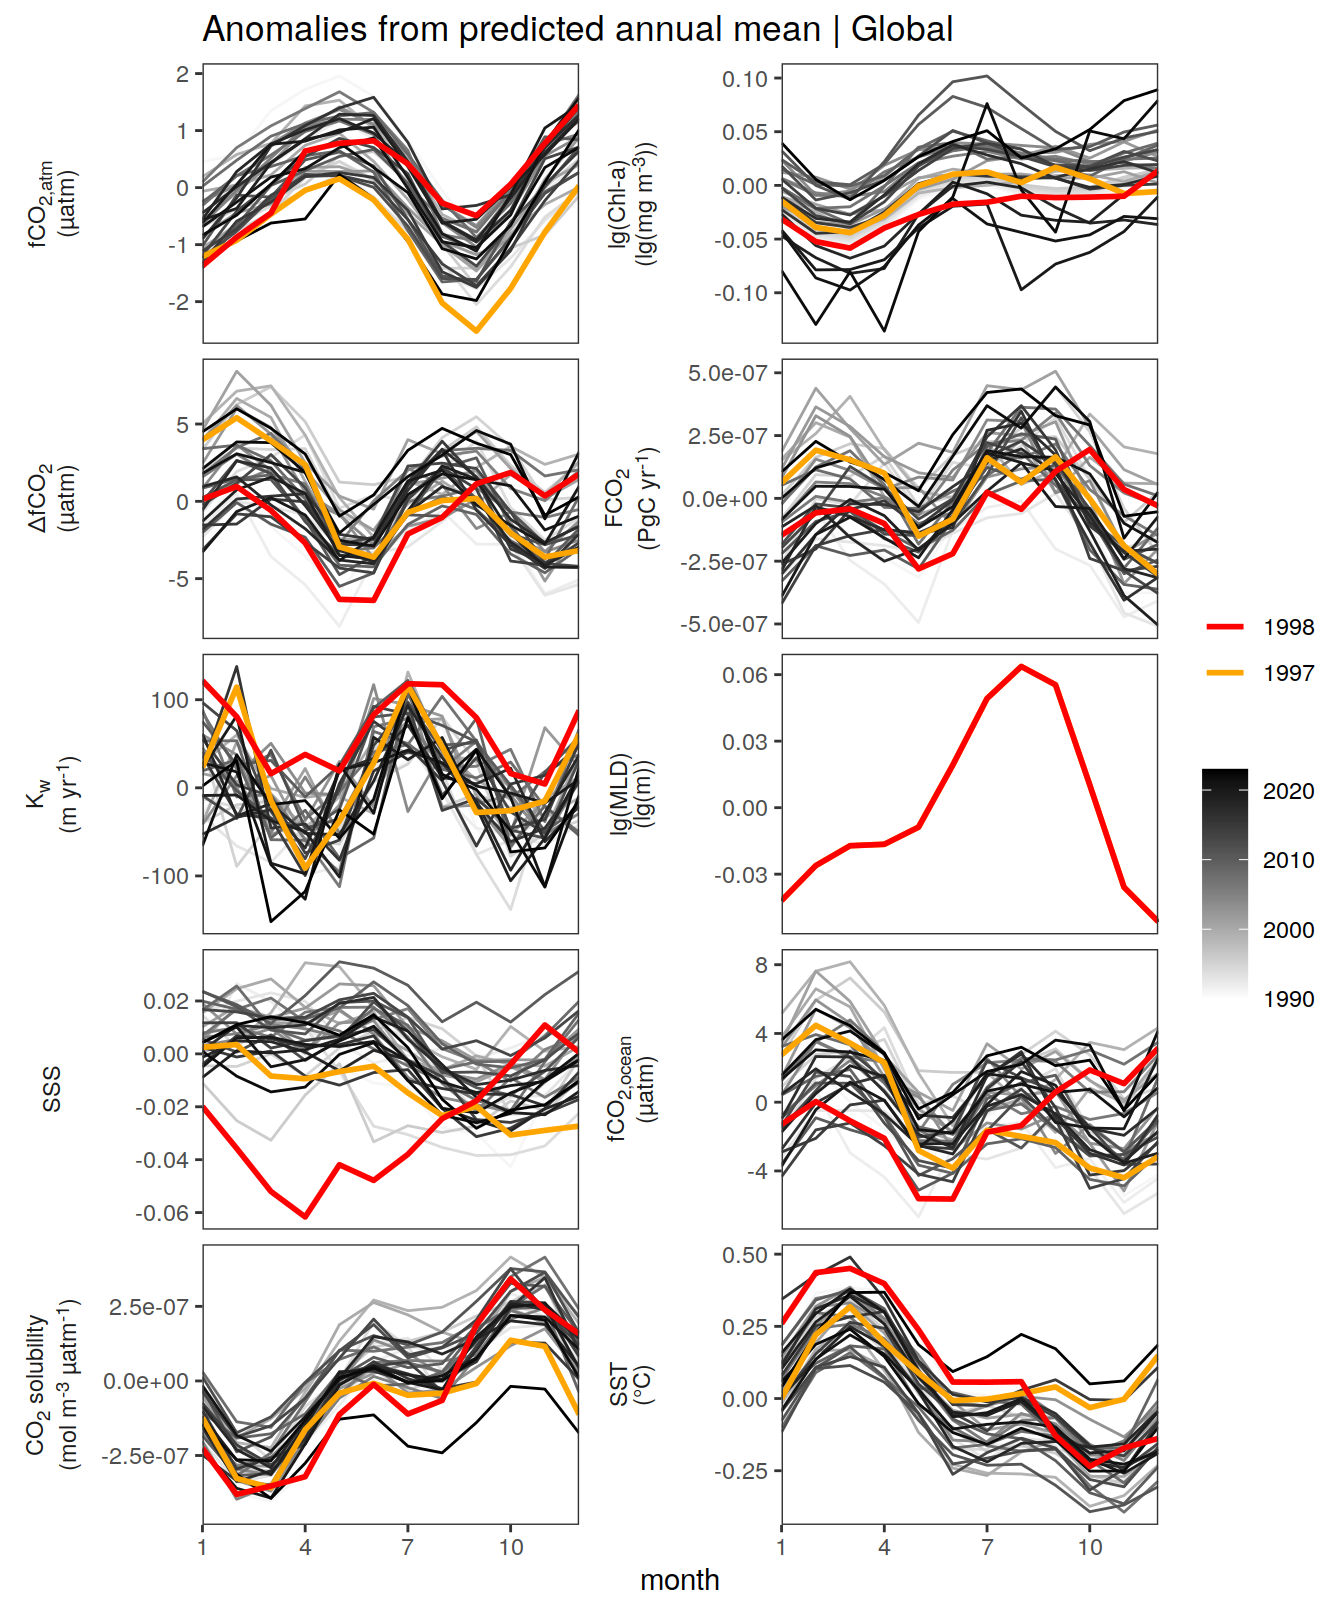 Anomalies from predicted annual mean | Global
fCO2,atm
(µatm)
2
1
0
-1
-2
lg(Chl-a)
(lg(mg m-3))
0.10
0.05
0.00
-0.05
-0.10
ΔfCO2
(µatm)
5
0
-5
FCO2
(PgC yr-1)
5.0e-07
2.5e-07
0.0e+00
-2.5e-07
-5.0e-07
Kw
(m yr-1)
100
0
-100
lg(MLD)
(lg(m))
0.06
0.03
0.00
-0.03
SSS
0.02
0.00
-0.02
-0.04
-0.06
fCO2,ocean
(µatm)
8
4
0
-4
CO2 solubility
(mol m-3 µatm-1)
2.5e-07
0.0e+00
-2.5e-07
SST
(°C)
0.50
0.25
0.00
-0.25
1 4 7 10
1 4 7 10
month
1998
1997
2020
2010
2000
1990